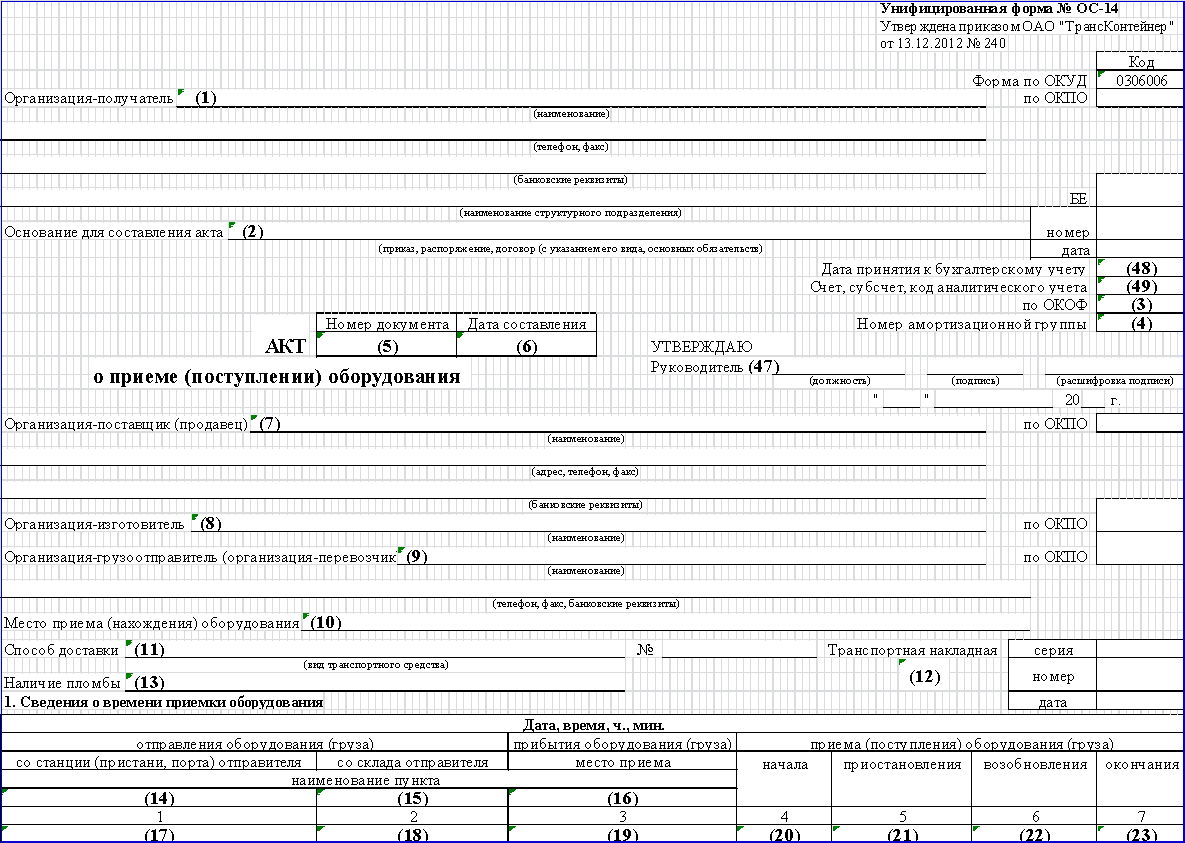 Унифицированная форма № ОС-14
Утверждена приказом ОАО "ТрансКонтейнер"
от 13.12.2012 № 240
Код
Форма по ОКУД 0306006
Организация-получатель (1) по ОКПО
(наименование)
(телефон, факс)
(банковские реквизиты)
БЕ
(наименование структурного подразделения)
Основание для составления акта (2) номер
(приказ, распоряжение, договор (с указанием его вида, основных обязательств) дата
Дата принятия к бухгалтерскому учету (48)
Счет, субсчет, код аналитического учета (49)
по ОКОФ (3)
Номер документа Дата составления Номер амортизационной группы (4)
АКТ (5) (6) УТВЕРЖДАЮ
Руководитель (47)
о приеме (поступлении) оборудования (должность) (подпись) (расшифровка подписи)
" " 20 г.
Организация-поставщик (продавец) (7) по ОКПО
(наименование)
(адрес, телефон, факс)
(банковские реквизиты)
Организация-изготовитель (8) по ОКПО
(наименование)
Организация-грузоотправитель (организация-перевозчик (9) по ОКПО
(наименование)
(телефон, факс, банковские реквизиты)
Место приема (нахождения) оборудования (10)
Способ доставки (11) № Транспортная накладная серия
(вид транспортного средства)
Наличие пломбы (13) (12) номер
1. Сведения о времени приемки оборудования дата
Дата, время, ч., мин.
отправления оборудования (груза) прибытия оборудования (груза) приема (поступления) оборудования (груза)
со станции (пристани, порта) отправителя со склада отправителя место приема начала приостановления возобновления окончания
наименование пункта
(14) (15) (16)
1 2 3 4 5 6 7
(17) (18) (19) (20) (21) (22) (23)